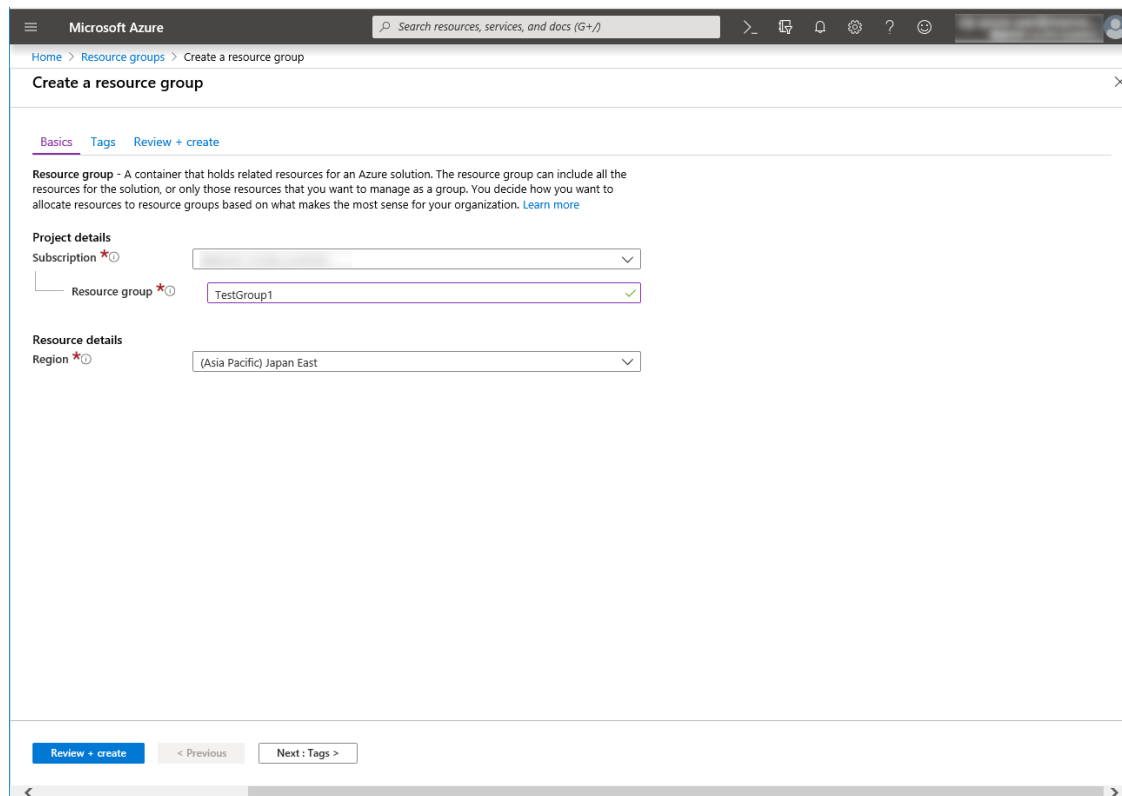 Microsoft Azure
Search resources, services, and docs (G+/)
Home > Resource groups > Create a resource group
Create a resource group
Basics Tags Review + create
Resource group - A container that holds related resources for an Azure solution. The resource group can include all the
resources for the solution, or only those resources that you want to manage as a group. You decide how you want to
allocate resources to resource groups based on what makes the most sense for your organization. Learn more
Project details
Subscription *
Resource group *
TestGroup1
Resource details
Region *
(Asia Pacific) Japan East
Review + create
< Previous
Next : Tags >